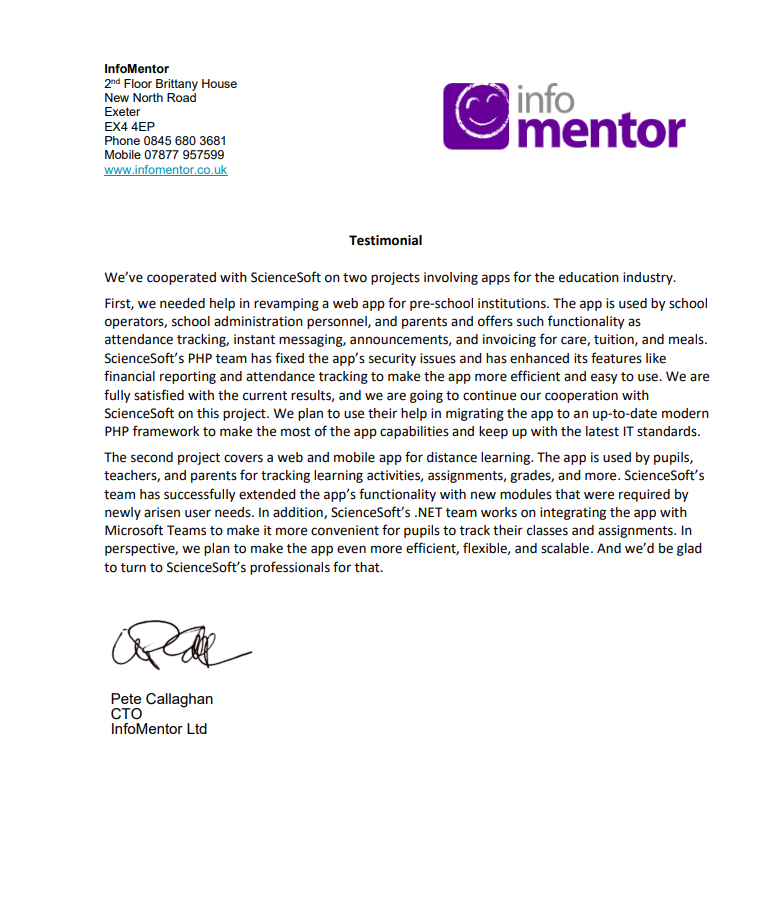 InfoMentor
2nd Floor Brittany House
New North Road
Exeter
EX4 4EP
Phone 0845 680 3681
Mobile 07877 957599
www.infomentor.co.uk
info
mentor
Testimonial
We’ve cooperated with ScienceSoft on two projects involving apps for the education industry.
First, we needed help in revamping a web app for pre-school institutions. The app is used by school
operators, school administration personnel, and parents and offers such functionality as
attendance tracking, instant messaging, announcements, and invoicing for care, tuition, and meals.
ScienceSoft’s PHP team has fixed the app’s security issues and has enhanced its features like
financial reporting and attendance tracking to make the app more efficient and easy to use. We are
fully satisfied with the current results, and we are going to continue our cooperation with
ScienceSoft on this project. We plan to use their help in migrating the app to an up-to-date modern
PHP framework to make the most of the app capabilities and keep up with the latest IT standards.
The second project covers a web and mobile app for distance learning. The app is used by pupils,
teachers, and parents for tracking learning activities, assignments, grades, and more. ScienceSoft’s
team has successfully extended the app’s functionality with new modules that were required by
newly arisen user needs. In addition, ScienceSoft’s .NET team works on integrating the app with
Microsoft Teams to make it more convenient for pupils to track their classes and assignments. In
perspective, we plan to make the app even more efficient, flexible, and scalable. And we’d be glad
to turn to ScienceSoft’s professionals for that.
Pete Callaghan
CTO
InfoMentor Ltd